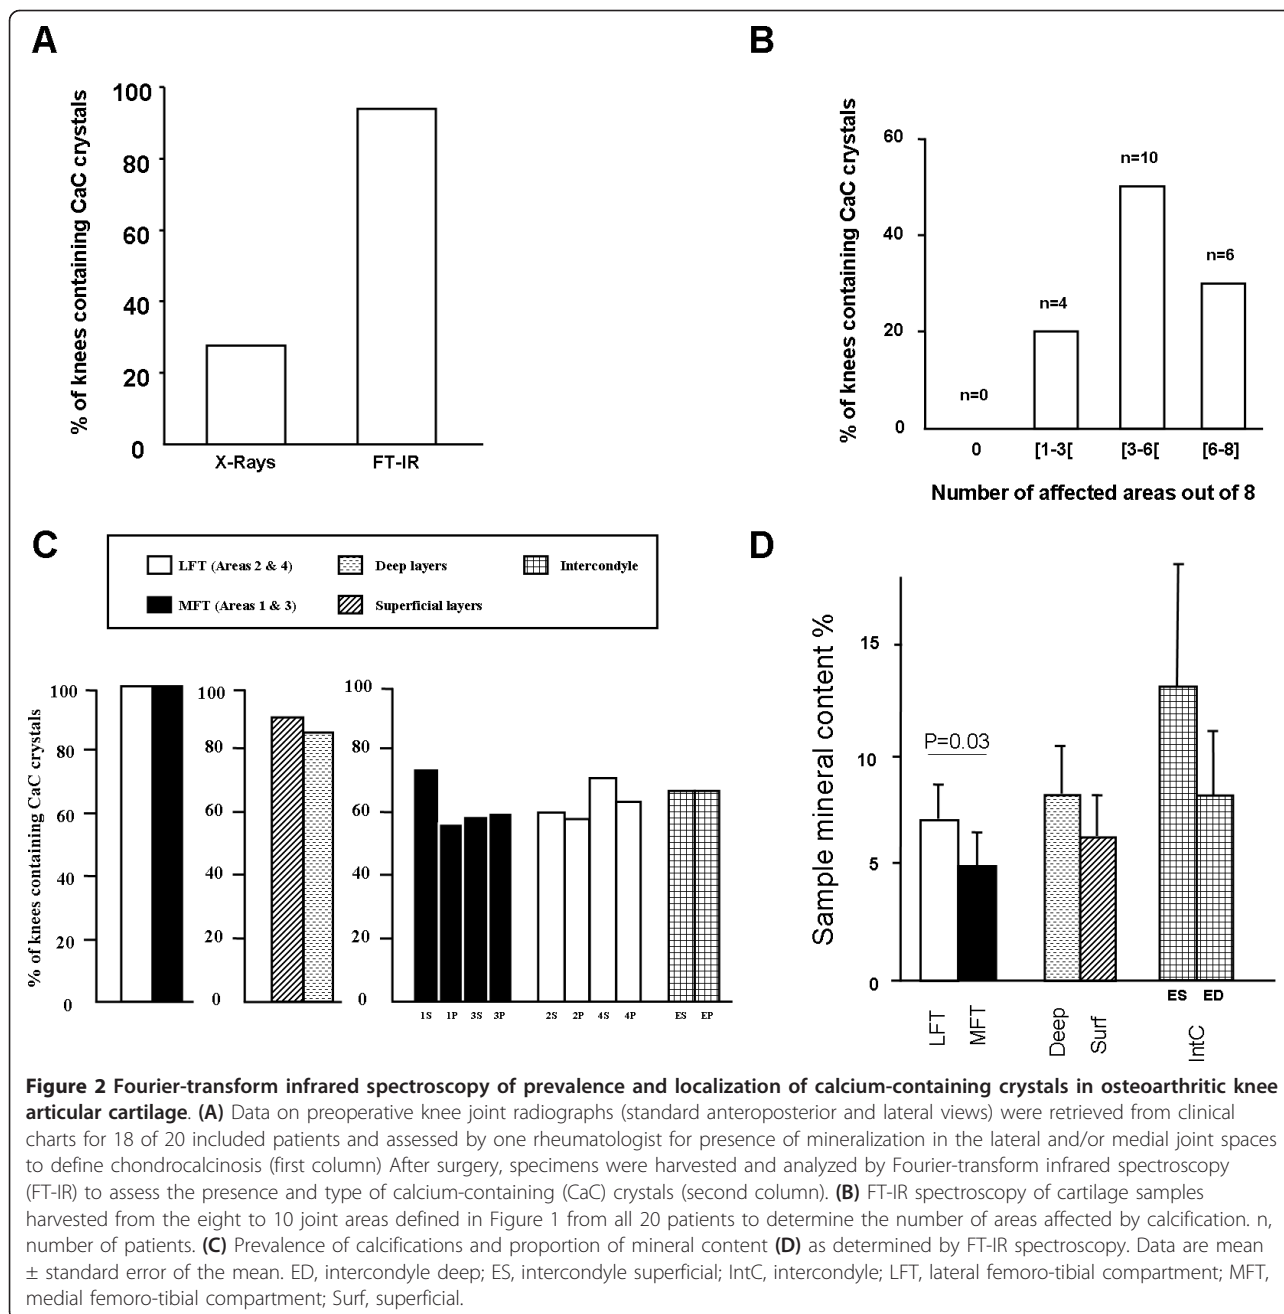 A
B
% of knees containing CaC crystals
100
80
60
40
20
0
X-Rays
FT-IR
% of knees containing CaC crystals
60
40
20
0
n=0
n=4
n=10
n=6
0
[1-3[
[3-6[
[6-8]
Number of affected areas out of 8
C
LFT (Areas 2 & 4)
Deep layers
Intercondyle
MFT (Areas 1 & 3)
Superficial layers
% of knees containing CaC crystals
100
80
60
40
20
0
100
80
60
40
20
0
100
80
60
40
20
0
1S 1P 3S 3P
2S 2P 4S 4P
ES EP
D
Sample mineral content %
15
10
5
0
P=0.03
ES ED
LFT
MFT
Deep
Surf
IntC
Figure 2 Fourier-transform infrared spectroscopy of prevalence and localization of calcium-containing crystals in osteoarthritic knee
articular cartilage. (A) Data on preoperative knee joint radiographs (standard anteroposterior and lateral views) were retrieved from clinical
charts for 18 of 20 included patients and assessed by one rheumatologist for presence of mineralization in the lateral and/or medial joint spaces
to define chondrocalcinosis (first column) After surgery, specimens were harvested and analyzed by Fourier-transform infrared spectroscopy
(FT-IR) to assess the presence and type of calcium-containing (CaC) crystals (second column). (B) FT-IR spectroscopy of cartilage samples
harvested from the eight to 10 joint areas defined in Figure 1 from all 20 patients to determine the number of areas affected by calcification. n,
number of patients. (C) Prevalence of calcifications and proportion of mineral content (D) as determined by FT-IR spectroscopy. Data are mean
± standard error of the mean. ED, intercondyle deep; ES, intercondyle superficial; IntC, intercondyle; LFT, lateral femoro-tibial compartment; MFT,
medial femoro-tibial compartment; Surf, superficial.